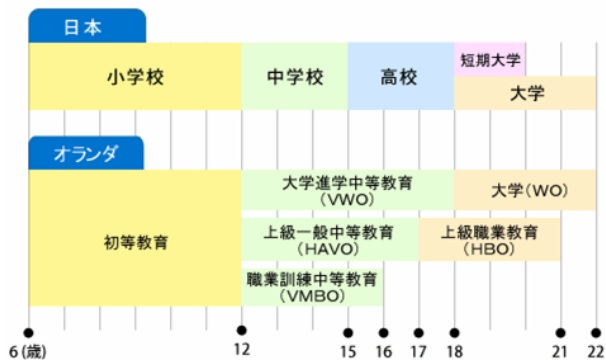 日本
小学校
中学校
高校
短期大学
大学
オランダ
初等教育
大学進学中等教育
(VWO)
大学(WO)
上級一般中等教育
(HAVO)
上級職業教育
(HBO)
職業訓練中等教育
(VMBO)
6(歳) 12 15 16 17 18 21 22